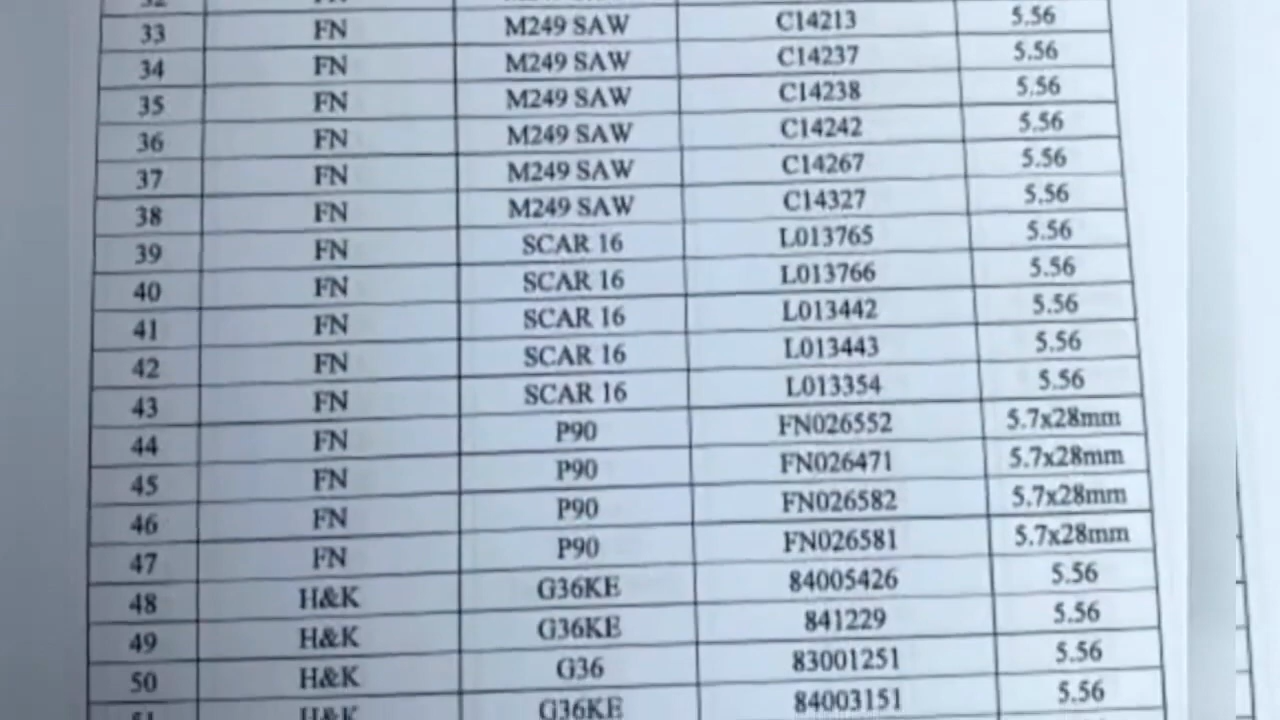 32 FN
33 FN M249 SAW C14213 5.56
34 FN M249 SAW C14237 5.56
35 FN M249 SAW C14238 5.56
36 FN M249 SAW C14242 5.56
37 FN M249 SAW C14267 5.56
38 FN M249 SAW C14327 5.56
39 FN SCAR 16 L013765 5.56
40 FN SCAR 16 L013766 5.56
41 FN SCAR 16 L013442 5.56
42 FN SCAR 16 L013443 5.56
43 FN SCAR 16 L013354 5.56
44 FN P90 FN026552 5.7x28mm
45 FN P90 FN026471 5.7x28mm
46 FN P90 FN026582 5.7x28mm
47 FN P90 FN026581 5.7x28mm
48 H&K G36KE 84005426 5.56
49 H&K G36KE 841229 5.56
50 H&K G36 83001251 5.56
51 H&K G36KE 84003151 5.56